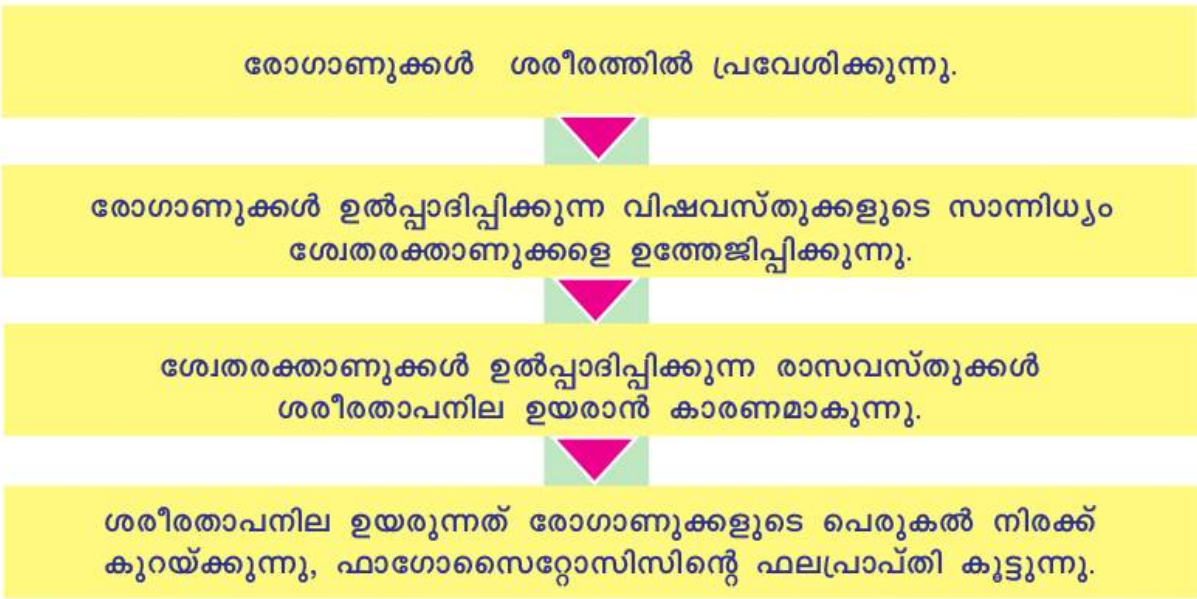 രോഗാണുക്കൾ ശരീരത്തിൽ പ്രവേശിക്കുന്നു.
രോഗാണുക്കൾ ഉൽപ്പാദിപ്പിക്കുന്ന വിഷവസ്തുക്കളുടെ സാന്നിധ്യം
ശ്വേതരക്താണുക്കളെ ഉത്തേജിപ്പിക്കുന്നു.
ശ്വേതരക്താണുക്കൾ ഉൽപ്പാദിപ്പിക്കുന്ന രാസവസ്തുക്കൾ
ശരീരതാപനില ഉയരാൻ കാരണമാകുന്നു.
ശരീരതാപനില ഉയരുന്നത് രോഗാണുക്കളുടെ പെരുകൽ നിരക്ക്
കുറയ്ക്കുന്നു, ഫാഗോസൈറ്റോസിസിന്റെ ഫലപ്രാപ്തി കൂട്ടുന്നു.